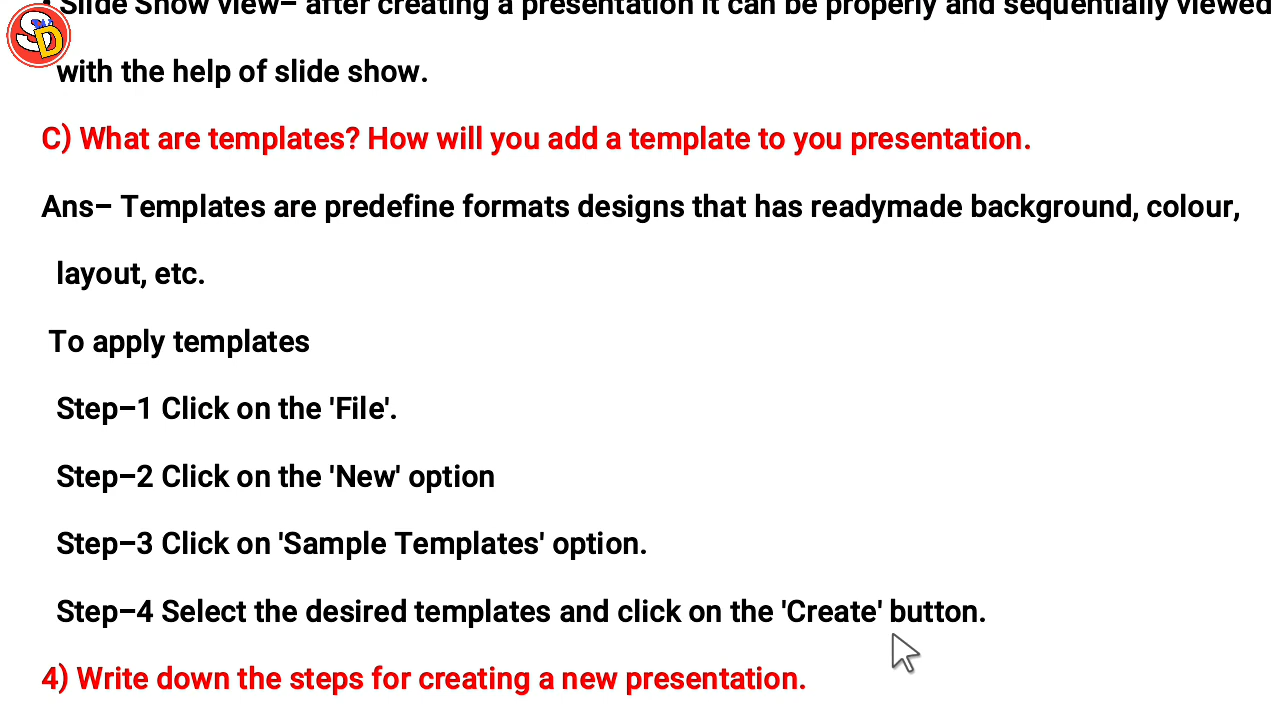 • Slide Show view– after creating a presentation it can be properly and sequentially viewed
with the help of slide show.
C) What are templates? How will you add a template to you presentation.
Ans– Templates are predefine formats designs that has readymade background, colour,
layout, etc.
To apply templates
Step–1 Click on the 'File'.
Step–2 Click on the 'New' option
Step–3 Click on 'Sample Templates' option.
Step–4 Select the desired templates and click on the 'Create' button.
4) Write down the steps for creating a new presentation.